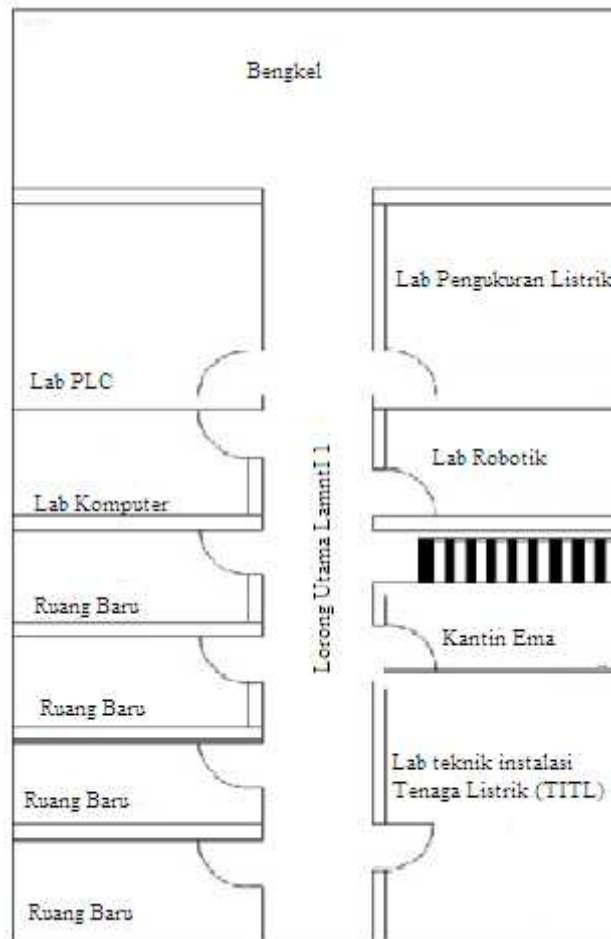 Bengkel
Lab Pengukuran Listrik
Lab PLC
Lab Robotik
Lab Komputer
Lorong Utama Lamnt1 1
Ruang Baru
Kantin Ema
Ruang Baru
Lab teknik instalasi
Tenaga Listrik (TITL)
Ruang Baru
Ruang Baru